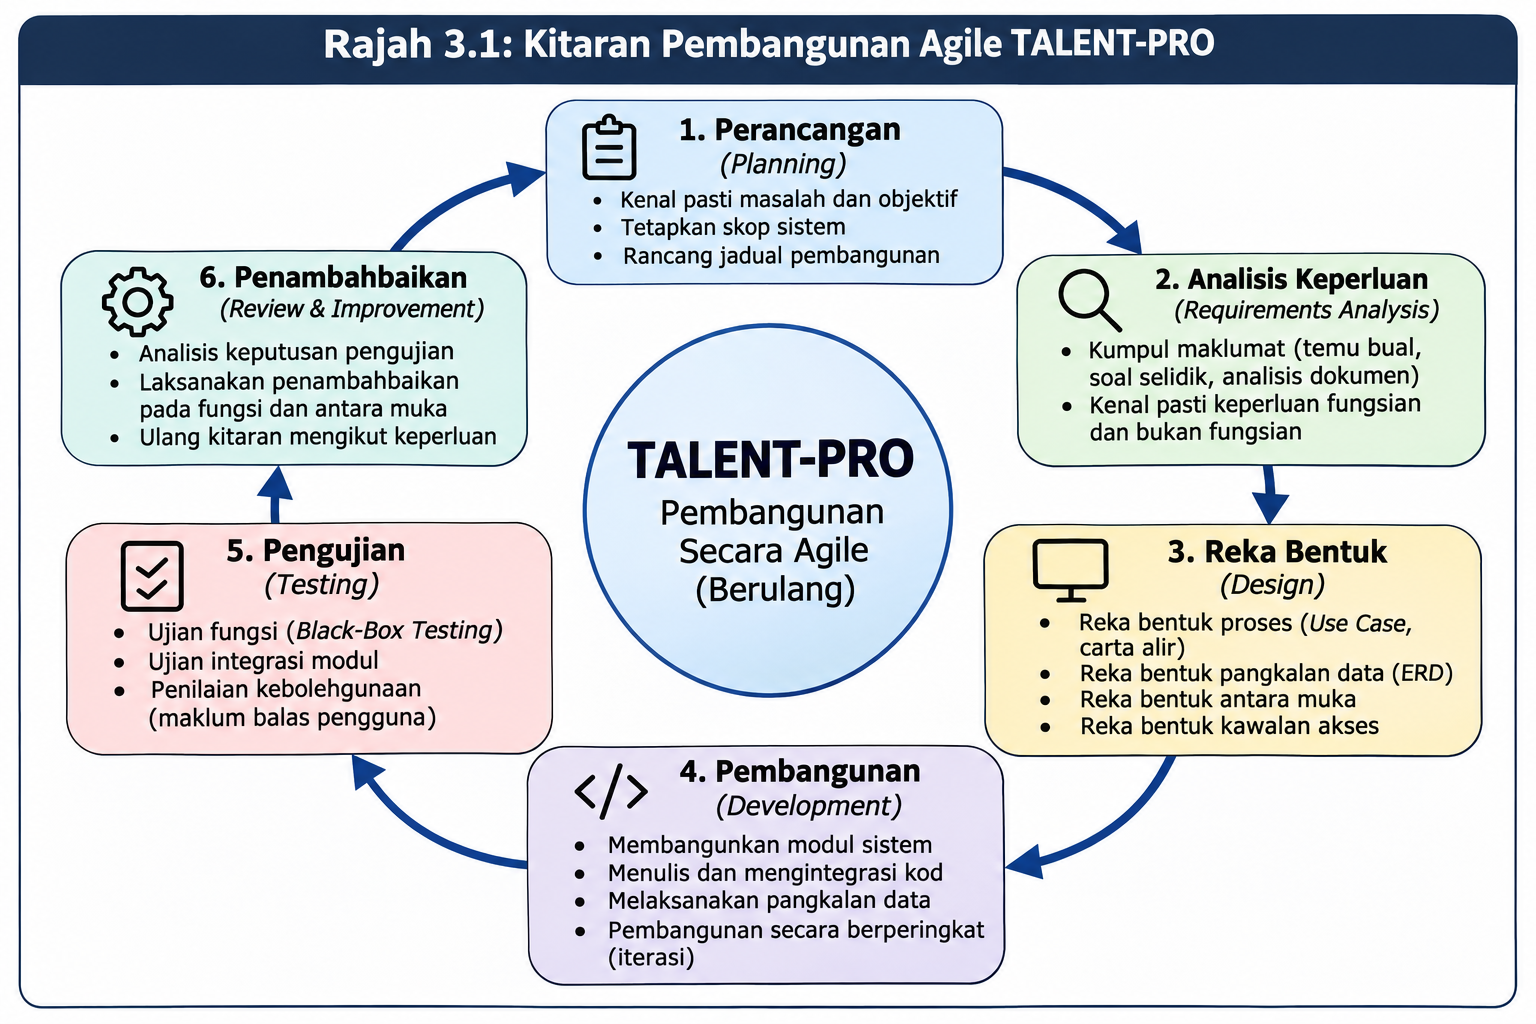 Rajah 3.1: Kitaran Pembangunan Agile TALENT-PRO
1. Perancangan
(Planning)
• Kenal pasti masalah dan objektif
• Tetapkan skop sistem
• Rancang jadual pembangunan
2. Analisis Keperluan
(Requirements Analysis)
• Kumpul maklumat (temu bual,
soal selidik, analisis dokumen)
• Kenal pasti keperluan fungsian
dan bukan fungsian
3. Reka Bentuk
(Design)
• Reka bentuk proses (Use Case,
carta alir)
• Reka bentuk pangkalan data (ERD)
• Reka bentuk antara muka
• Reka bentuk kawalan akses
4. Pembangunan
(Development)
• Membangunkan modul sistem
• Menulis dan mengintegrasi kod
• Melaksanakan pangkalan data
• Pembangunan secara berperingkat
(iterasi)
5. Pengujian
(Testing)
• Ujian fungsi (Black-Box Testing)
• Ujian integrasi modul
• Penilaian kebolehgunaan
(maklum balas pengguna)
6. Penambahbaikan
(Review & Improvement)
• Analisis keputusan pengujian
• Laksanakan penambahbaikan
pada fungsi dan antara muka
• Ulang kitaran mengikut keperluan
TALENT-PRO
Pembangunan
Secara Agile
(Berulang)